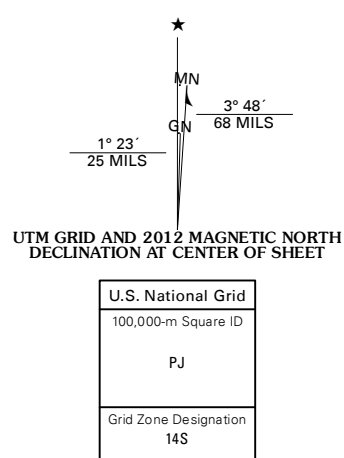 ★
MN
3° 48´
68 MILS
GN
1° 23´
25 MILS
UTM GRID AND 2012 MAGNETIC NORTH
DECLINATION AT CENTER OF SHEET
U.S. National Grid
100,000-m Square ID
PJ
Grid Zone Designation
14S